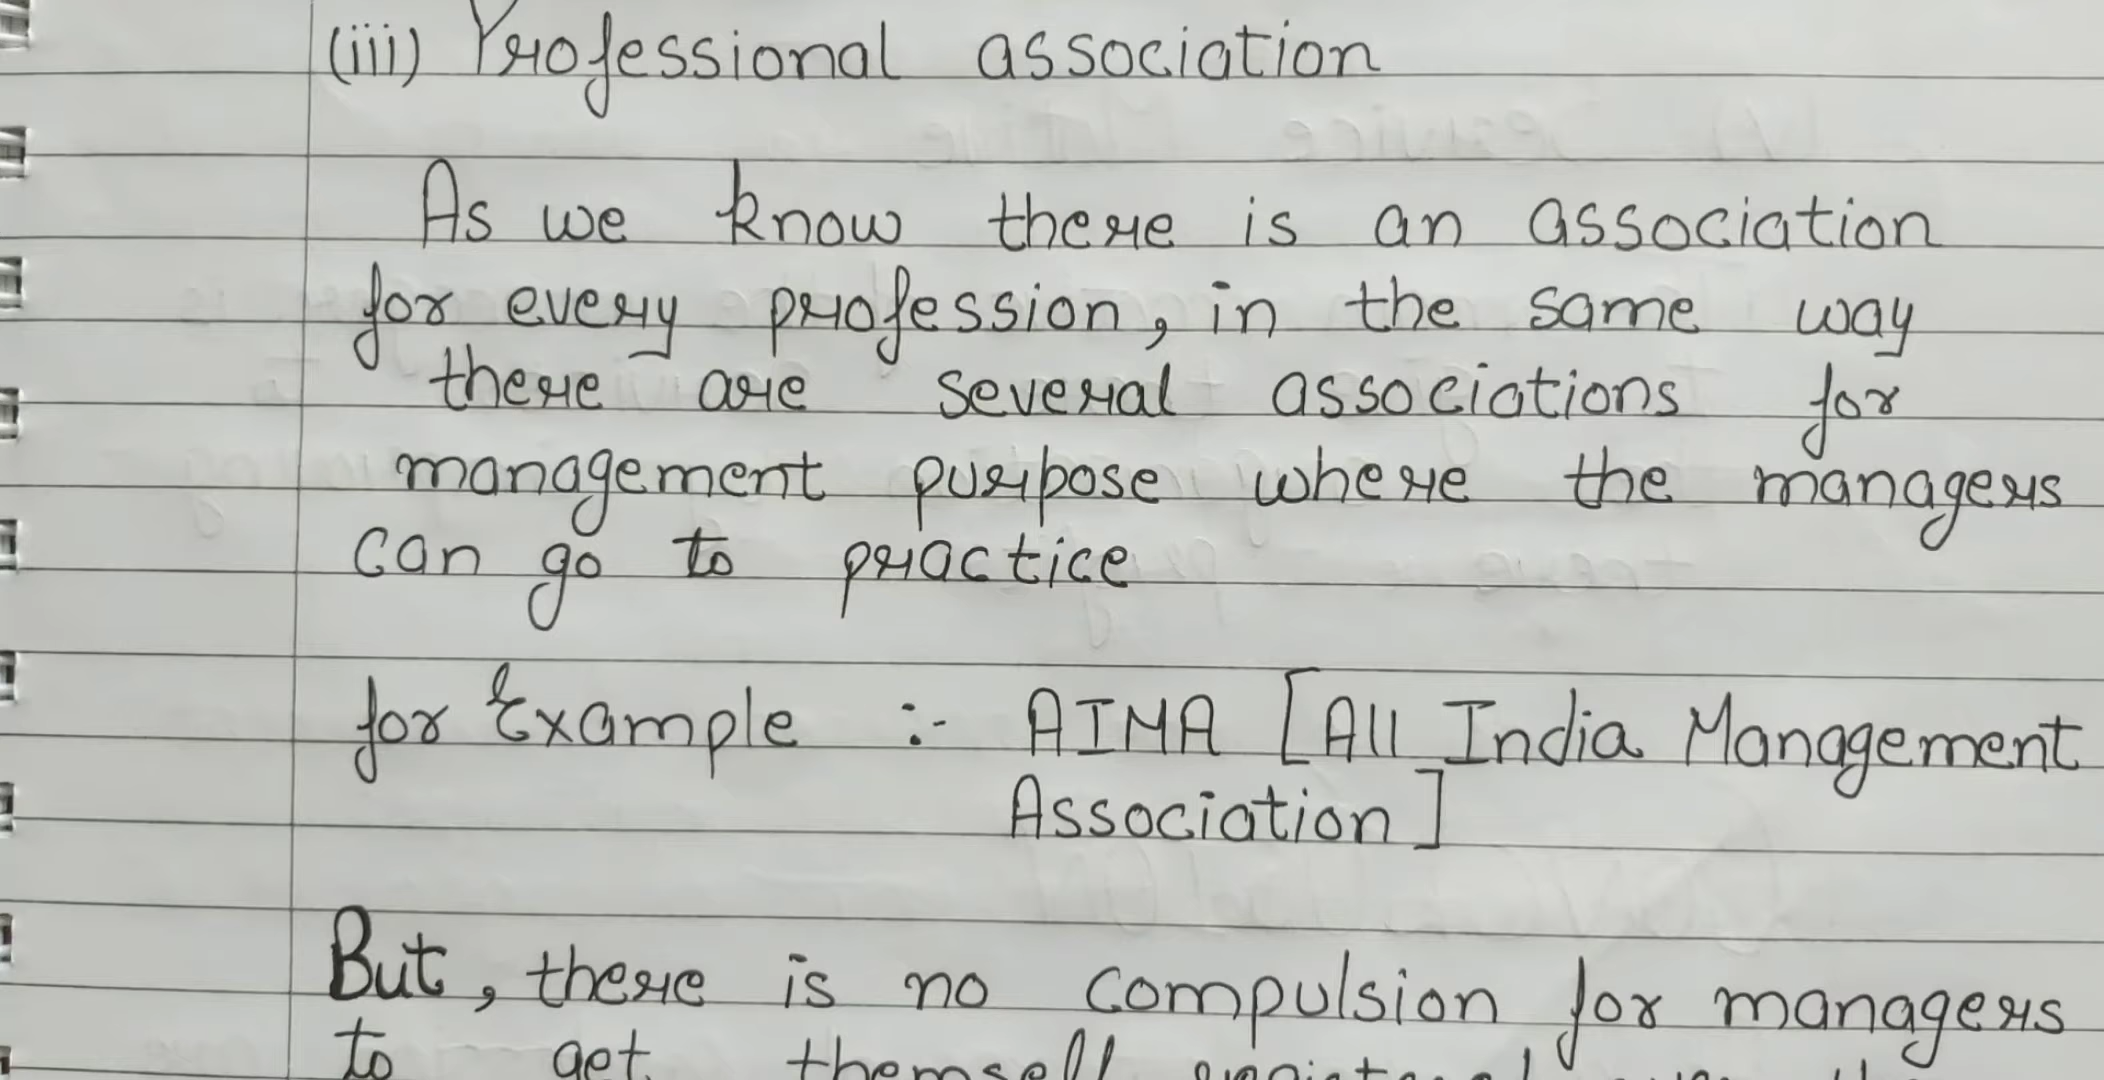 (iii) Professional association
As we know there is an association
for every profession, in the same way
there are several associations for
management purpose where the managers
can go to practice
for Example :- AIMA [All India Management
Association]
But, there is no compulsion for managers
to get themself